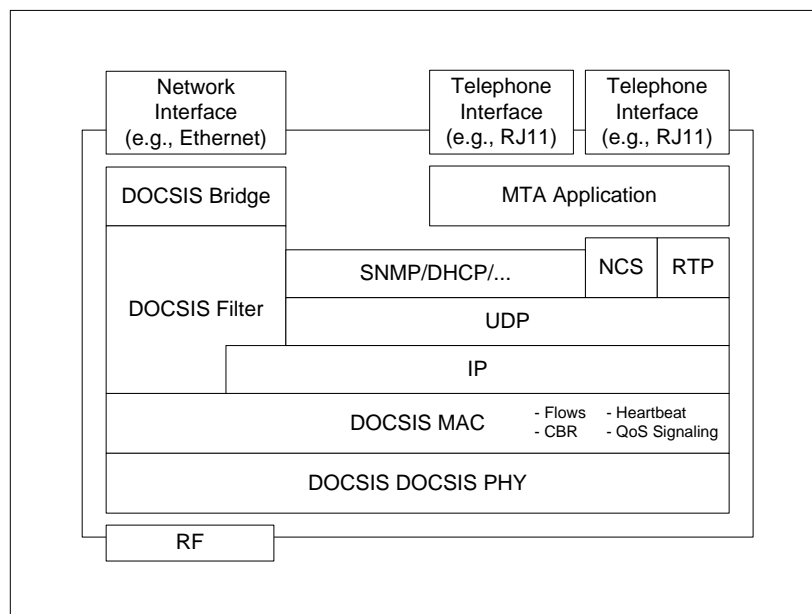 Network
Interface
(e.g., Ethernet)
Telephone
Interface
(e.g., RJ11)
Telephone
Interface
(e.g., RJ11)
DOCSIS Bridge
MTA Application
SNMP/DHCP/...
NCS
RTP
DOCSIS Filter
UDP
IP
DOCSIS MAC
- Flows
- Heartbeat
- CBR
- QoS Signaling
DOCSIS DOCSIS PHY
RF